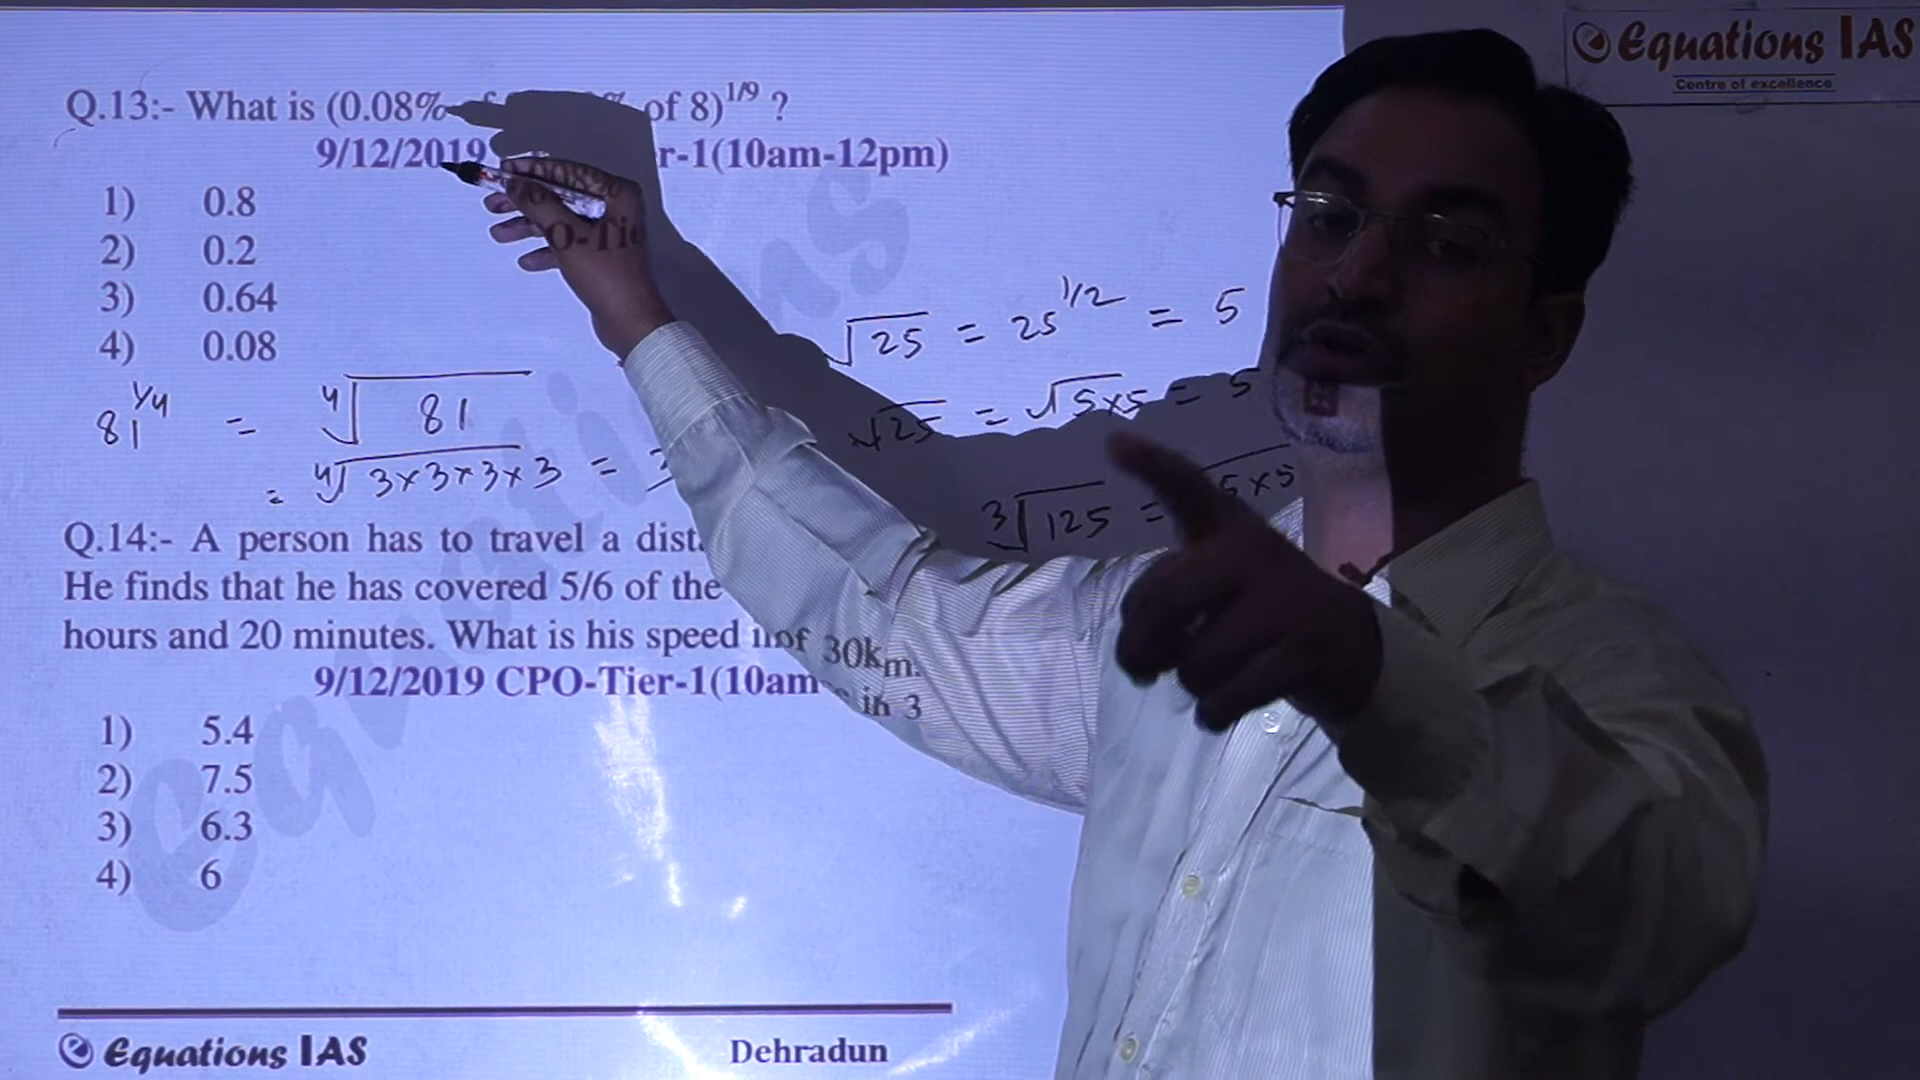 Equations IAS
Centre of excellence
Q.13:- What is (0.08% of 8)^1/9 ?
9/12/2019 r-1(10am-12pm)
1) 0.8
2) 0.2
3) 0.64
4) 0.08
√25 = 25^1/2 = 5
√25 = √5×5 = 5
81^1/4 = ∜81
= ∜3×3×3×3 = 3
∛125 = 5×5
Q.14:- A person has to travel a dist. of 30km.
He finds that he has covered 5/6 of the in 3
hours and 20 minutes. What is his speed
9/12/2019 CPO-Tier-1(10am
1) 5.4
2) 7.5
3) 6.3
4) 6
equations
Equations IAS Dehradun